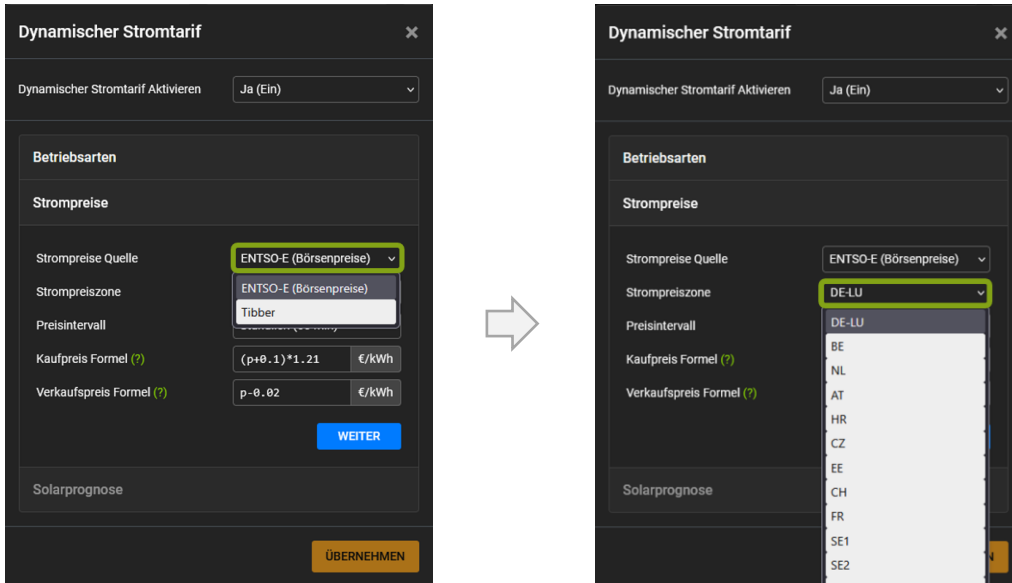 Dynamischer Stromtarif ×
Dynamischer Stromtarif Aktivieren Ja (Ein)
Betriebsarten
Strompreise
Strompreise Quelle ENTSO-E (Börsenpreise)
ENTSO-E (Börsenpreise)
Strompreiszone
Tibber
Preisintervall
Kaufpreis Formel (?) (p+0.1)*1.21 €/kWh
Verkaufspreis Formel (?) p-0.02 €/kWh
WEITER
Solarprognose
ÜBERNEHMEN
Dynamischer Stromtarif ×
Dynamischer Stromtarif Aktivieren Ja (Ein)
Betriebsarten
Strompreise
Strompreise Quelle ENTSO-E (Börsenpreise)
Strompreiszone DE-LU
DE-LU
Preisintervall
BE
Kaufpreis Formel (?)
NL
Verkaufspreis Formel (?)
AT
HR
CZ
EE
Solarprognose
CH
FR
SE1
SE2